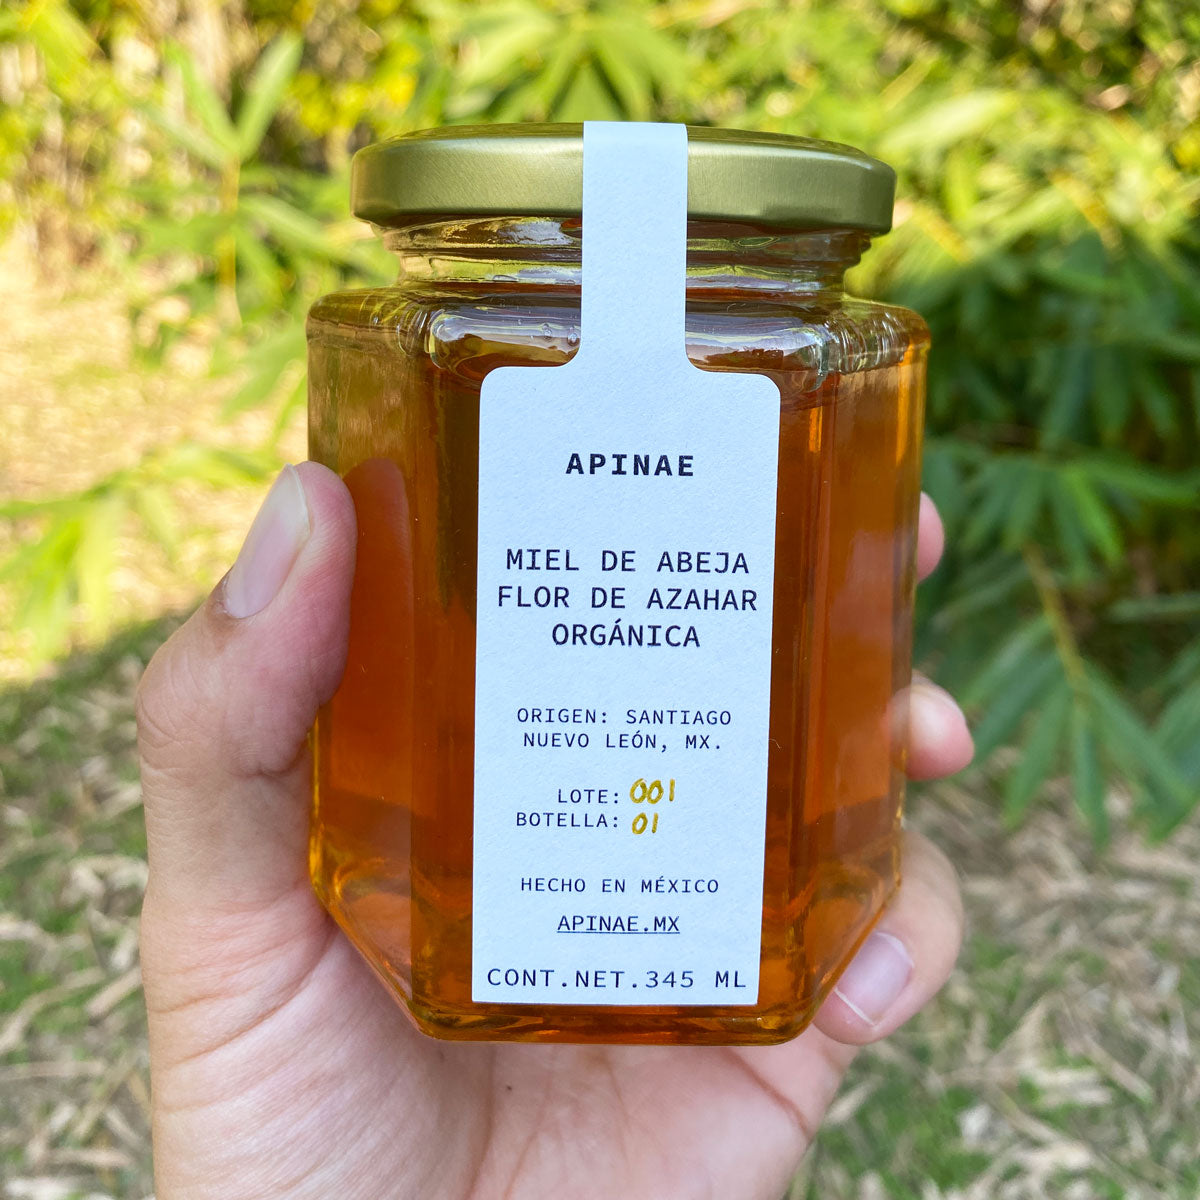 APINAE
MIEL DE ABEJA
FLOR DE AZAHAR
ORGÁNICA
ORIGEN: SANTIAGO
NUEVO LEÓN, MX.
LOTE: 001
BOTELLA: 01
HECHO EN MÉXICO
APINAE.MX
CONT.NET.345 ML